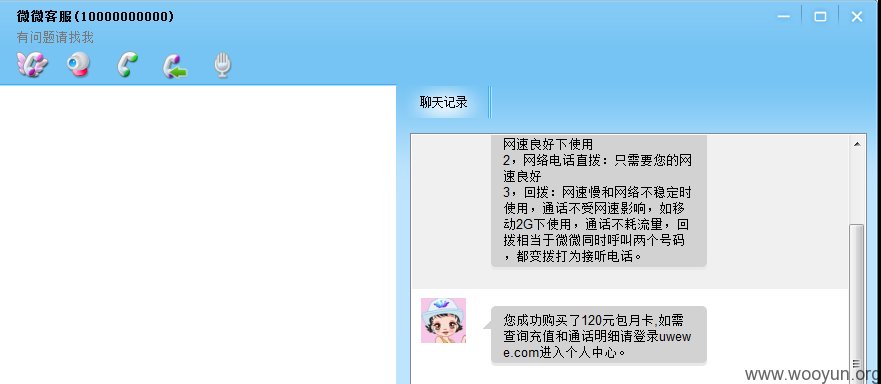 微微客服(10000000000)
有问题请找我
聊天记录
网速良好下使用
2，网络电话直拨：只需要您的网
速良好
3，回拨：网速慢和网络不稳定时
使用，通话不受网速影响，如移
动2G下使用，通话不耗流量，回
拨相当于微微同时呼叫两个号码
，都变拨打为接听电话。
您成功购买了120元包月卡,如需
查询充值和通话明细请登录uwew
e.com进入个人中心。
www.wooyun.org